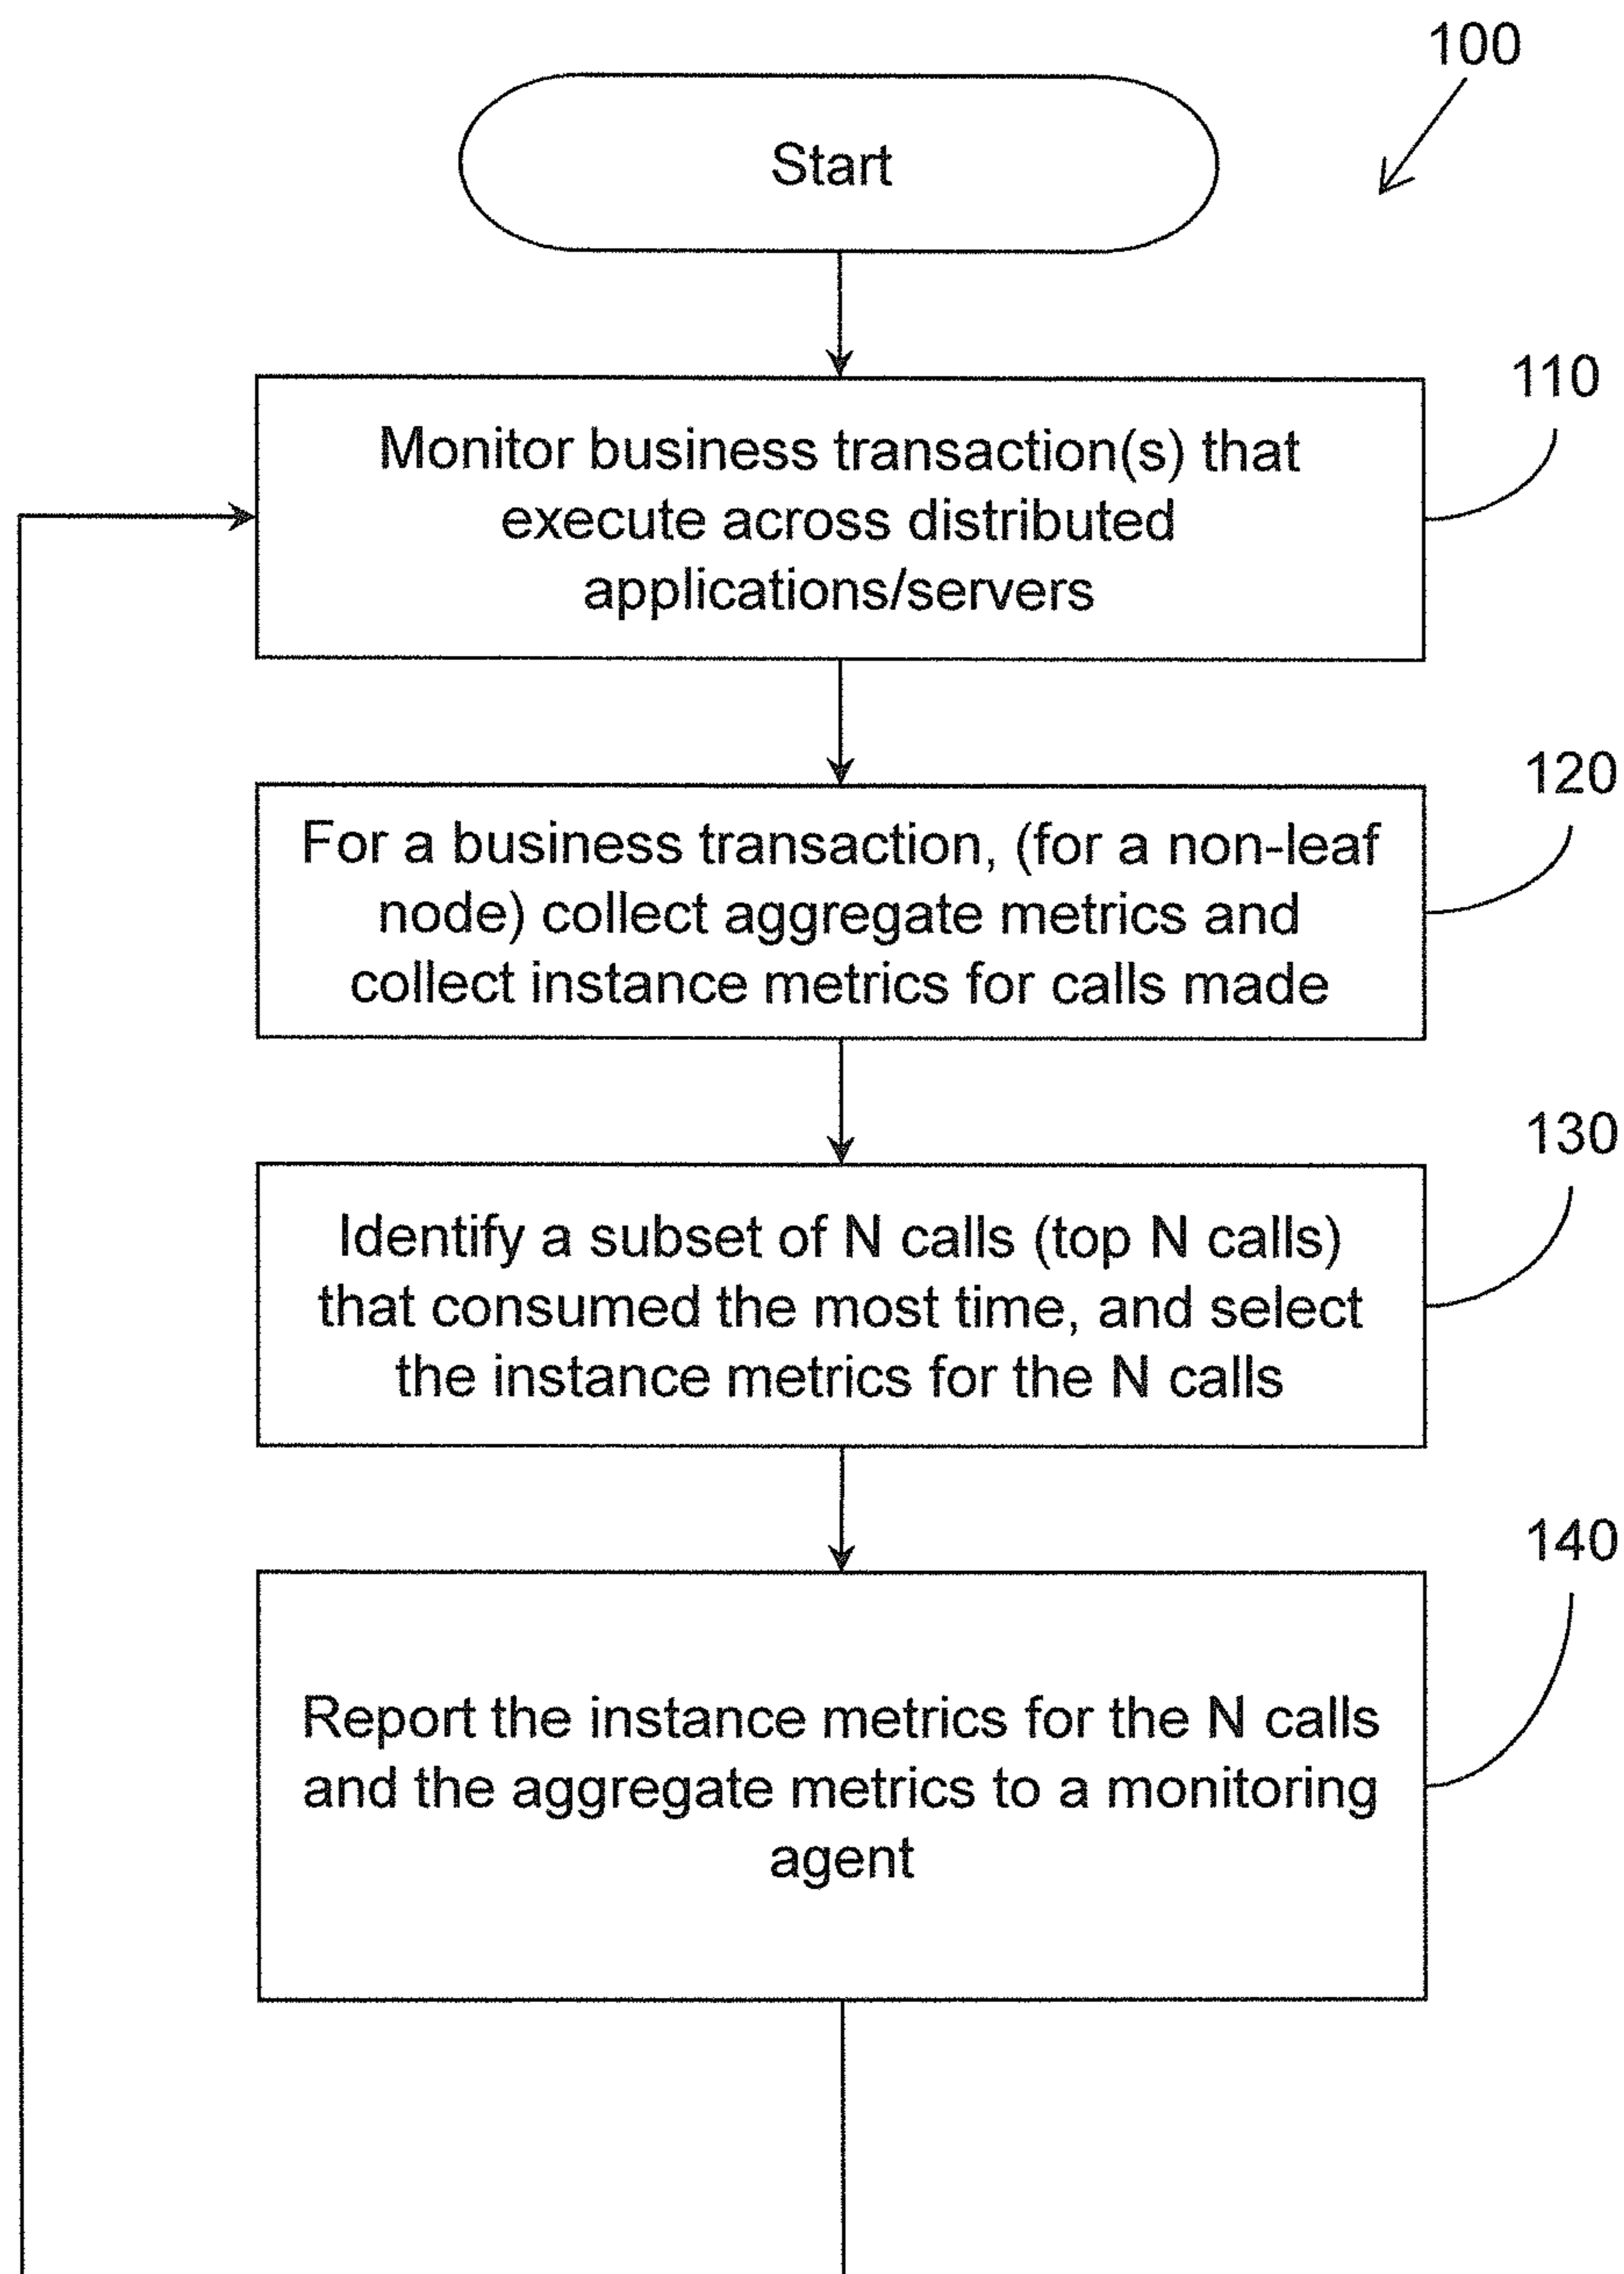 100
Start
110
Monitor business transaction(s) that
execute across distributed
applications/servers
120
For a business transaction, (for a non-leaf
node) collect aggregate metrics and
collect instance metrics for calls made
130
Identify a subset of N calls (top N calls)
that consumed the most time, and select
the instance metrics for the N calls
140
Report the instance metrics for the N calls
and the aggregate metrics to a monitoring
agent